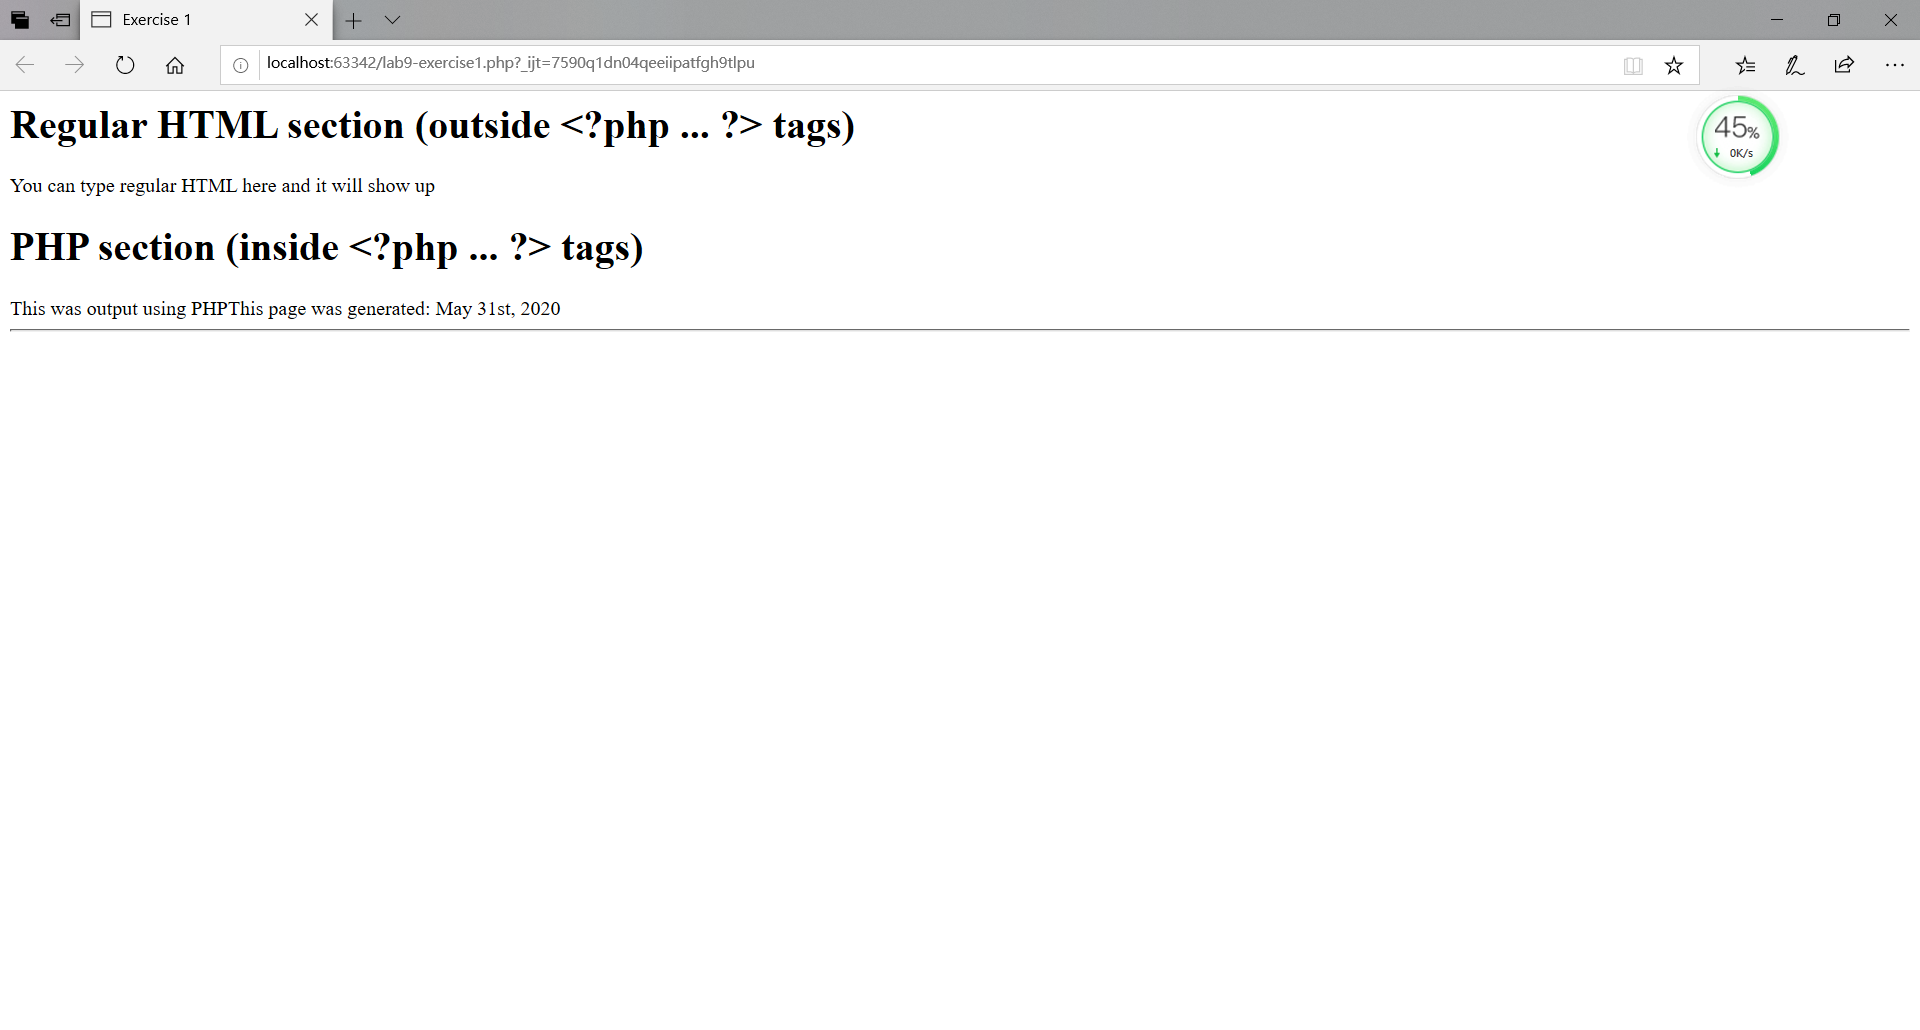 Exercise 1
localhost:63342/lab9-exercise1.php?_ijt=7590q1dn04qeeiipatfgh9tlpu
Regular HTML section (outside <?php ... ?> tags)
45%
0K/s
You can type regular HTML here and it will show up
PHP section (inside <?php ... ?> tags)
This was output using PHPThis page was generated: May 31st, 2020